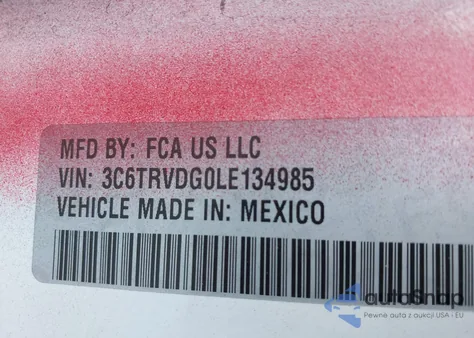 MFD BY: FCA US LLC
VIN: 3C6TRVDG0LE134985
VEHICLE MADE IN: MEXICO
autoSnap
Pewne auta z aukcji USA - EU